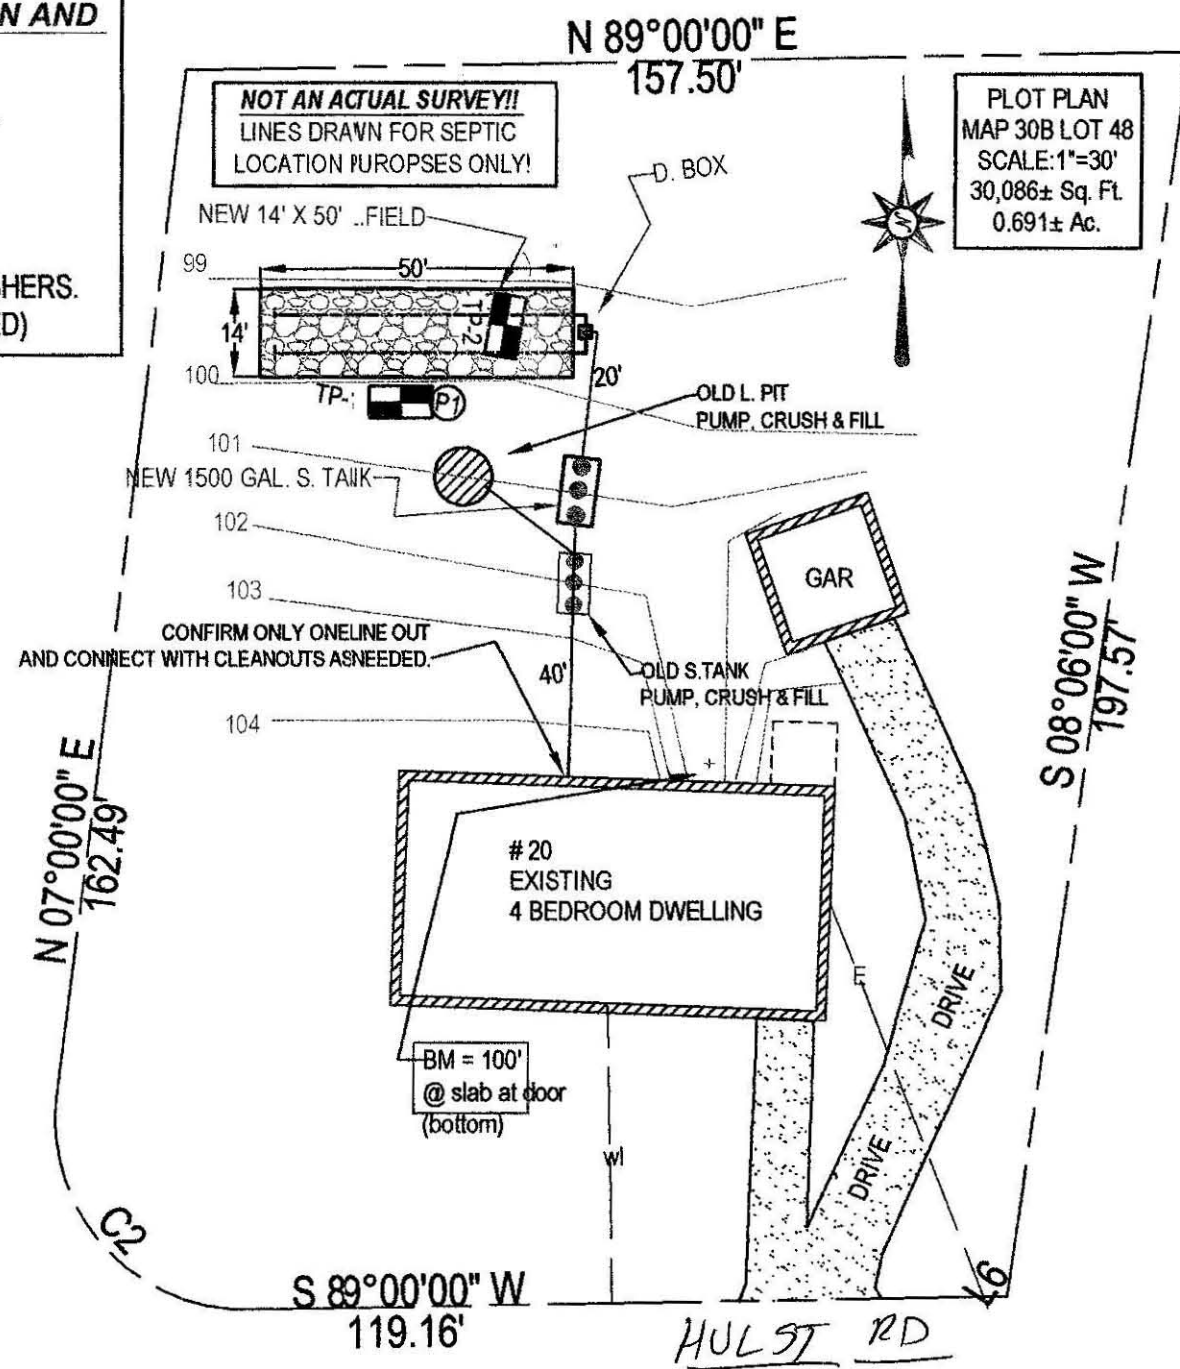 N AND
HERS.
D)
N 89°00'00" E
157.50'
NOT AN ACTUAL SURVEY!!
LINES DRAWN FOR SEPTIC
LOCATION PUROPSES ONLY!
PLOT PLAN
MAP 30B LOT 48
SCALE:1"=30'
30,086± Sq. Ft.
0.691± Ac.
N
D. BOX
NEW 14' X 50' ..FIELD
99
50'
14'
TP-2
20'
100
TP-1
P1
OLD L. PIT
PUMP, CRUSH & FILL
101
NEW 1500 GAL. S. TANK
102
GAR
103
CONFIRM ONLY ONELINE OUT
AND CONNECT WITH CLEANOUTS ASNEEDED.
40'
OLD S.TANK
PUMP, CRUSH & FILL
104
S 08°06'00" W
197.57'
N 07°00'00" E
162.49'
# 20
EXISTING
4 BEDROOM DWELLING
E
DRIVE
BM = 100'
@ slab at door
(bottom)
wl
DRIVE
C2
L6
S 89°00'00" W
119.16'
HULST RD